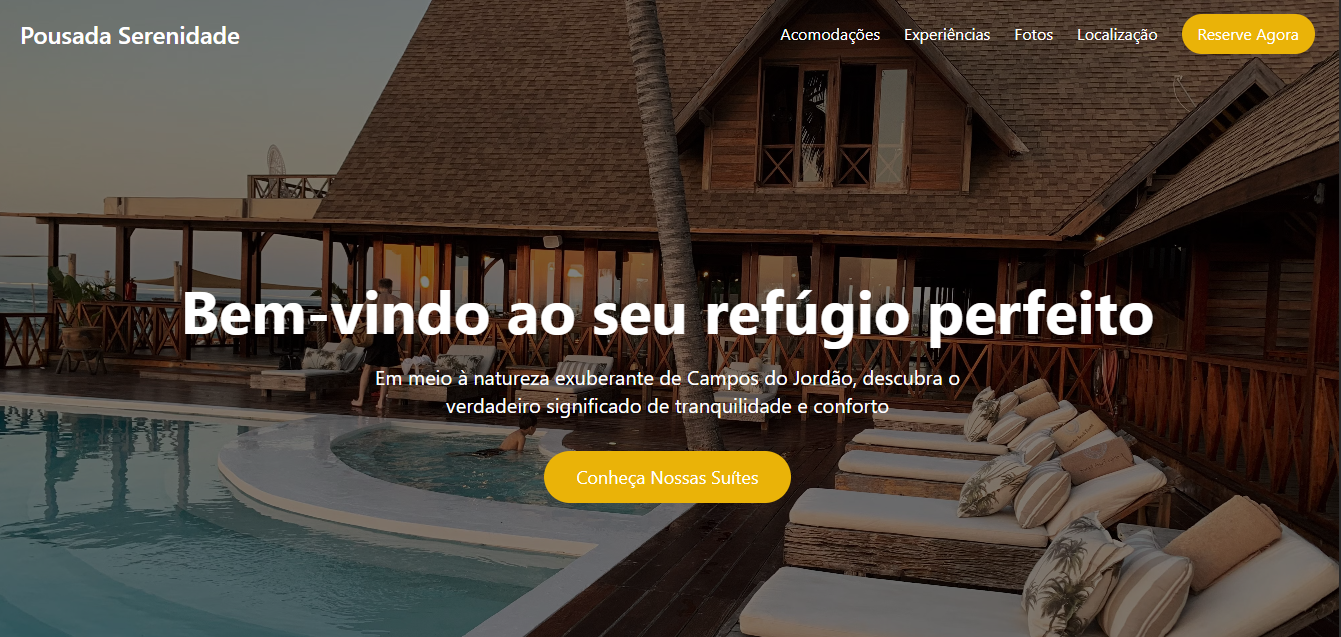 Pousada Serenidade
Acomodações Experiências Fotos Localização Reserve Agora
Bem-vindo ao seu refúgio perfeito
Em meio à natureza exuberante de Campos do Jordão, descubra o
verdadeiro significado de tranquilidade e conforto
Conheça Nossas Suítes